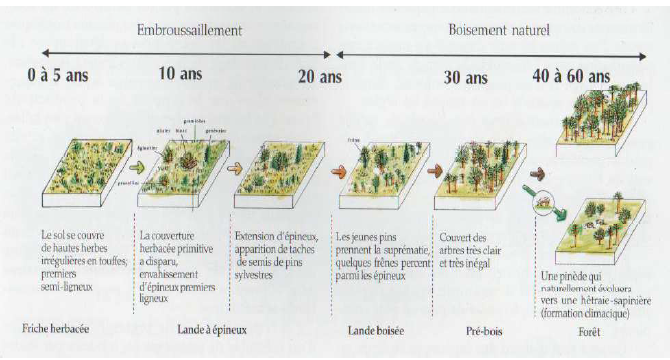 Embroussaillement
Boisement naturel
0 à 5 ans
10 ans
20 ans
30 ans
40 à 60 ans
prunellier
genévrier
épinettes
frêne
Le sol se couvre
de hautes herbes
irrégulières en touffes,
premiers
semi-ligneux
La couverture
herbacée primitive
a disparu,
envahissement
d'épineux premiers
ligneux
Extension d'épineux,
apparition de taches
de semis de pins
sylvestres
Les jeunes pins
prennent la suprématie,
quelques frênes percent
parmi les épineux
Couvert des
arbres très clair
et très inégal
Une pinède qui
naturellement évoluera
vers une hêtraie-sapinière
(formation climacique)
Friche herbacée
Lande à épineux
Lande boisée
Pré-bois
Forêt